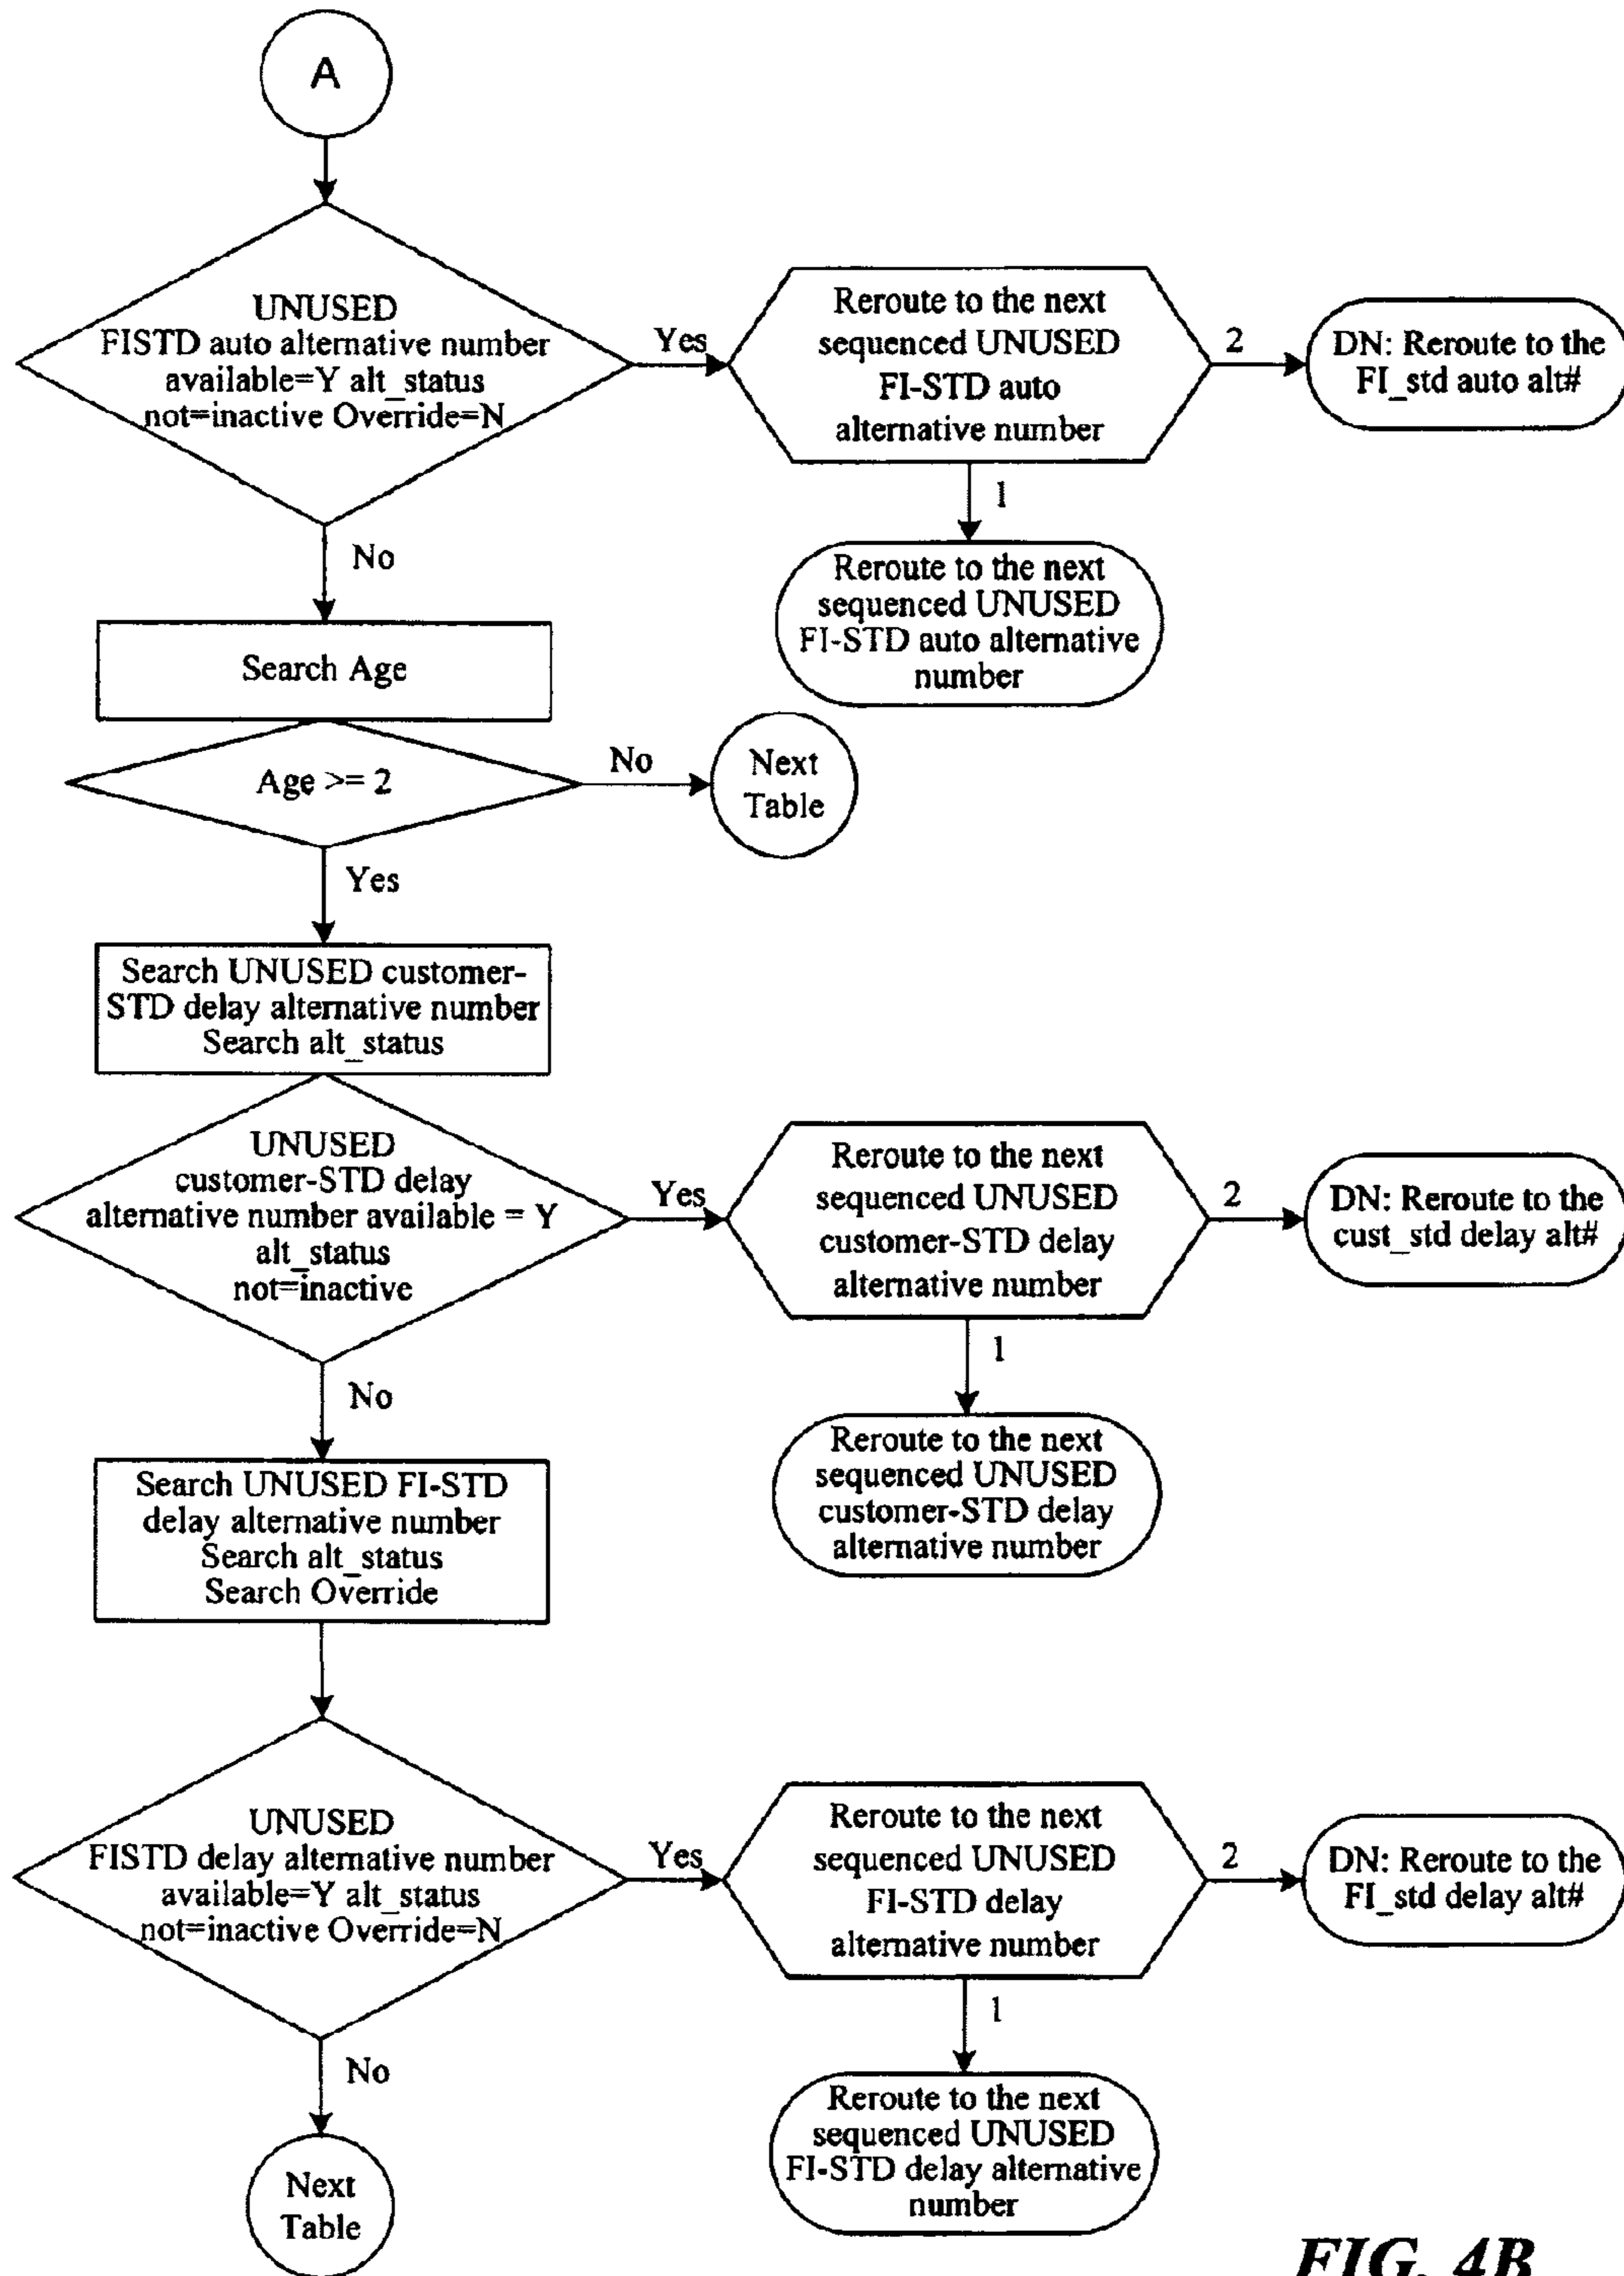 A
UNUSED
FISTD auto alternative number
available=Y alt_status
not=inactive Override=N
Yes
Reroute to the next
sequenced UNUSED
FI-STD auto
alternative number
2
DN: Reroute to the
FI_std auto alt#
1
Reroute to the next
sequenced UNUSED
FI-STD auto alternative
number
No
Search Age
Age >= 2
No
Next
Table
Yes
Search UNUSED customer-
STD delay alternative number
Search alt_status
UNUSED
customer-STD delay
alternative number available = Y
alt_status
not=inactive
Yes
Reroute to the next
sequenced UNUSED
customer-STD delay
alternative number
2
DN: Reroute to the
cust_std delay alt#
1
Reroute to the next
sequenced UNUSED
customer-STD delay
alternative number
No
Search UNUSED FI-STD
delay alternative number
Search alt_status
Search Override
UNUSED
FISTD delay alternative number
available=Y alt_status
not=inactive Override=N
Yes
Reroute to the next
sequenced UNUSED
FI-STD delay
alternative number
2
DN: Reroute to the
FI_std delay alt#
1
Reroute to the next
sequenced UNUSED
FI-STD delay alternative
number
No
Next
Table
FIG. 4B